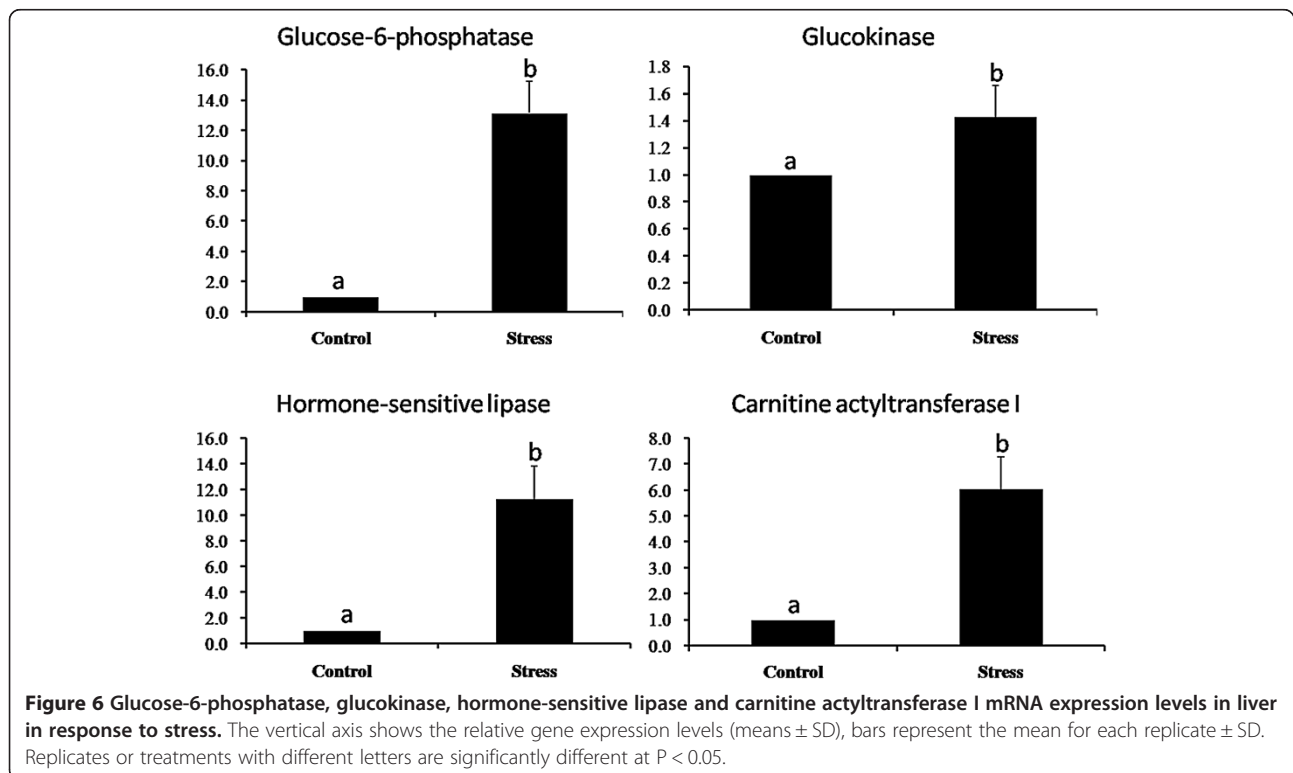 Glucose-6-phosphatase
b
16.0
14.0
12.0
10.0
8.0
6.0
4.0
2.0
0.0
a
Control
Stress
Glucokinase
b
1.8
1.6
1.4
1.2
1.0
0.8
0.6
0.4
0.2
0.0
a
Control
Stress
Hormone-sensitive lipase
b
16.0
14.0
12.0
10.0
8.0
6.0
4.0
2.0
0.0
a
Control
Stress
Carnitine actyltransferase I
b
8.0
7.0
6.0
5.0
4.0
3.0
2.0
1.0
0.0
a
Control
Stress
Figure 6 Glucose-6-phosphatase, glucokinase, hormone-sensitive lipase and carnitine actyltransferase I mRNA expression levels in liver
in response to stress. The vertical axis shows the relative gene expression levels (means ± SD), bars represent the mean for each replicate ± SD.
Replicates or treatments with different letters are significantly different at P < 0.05.